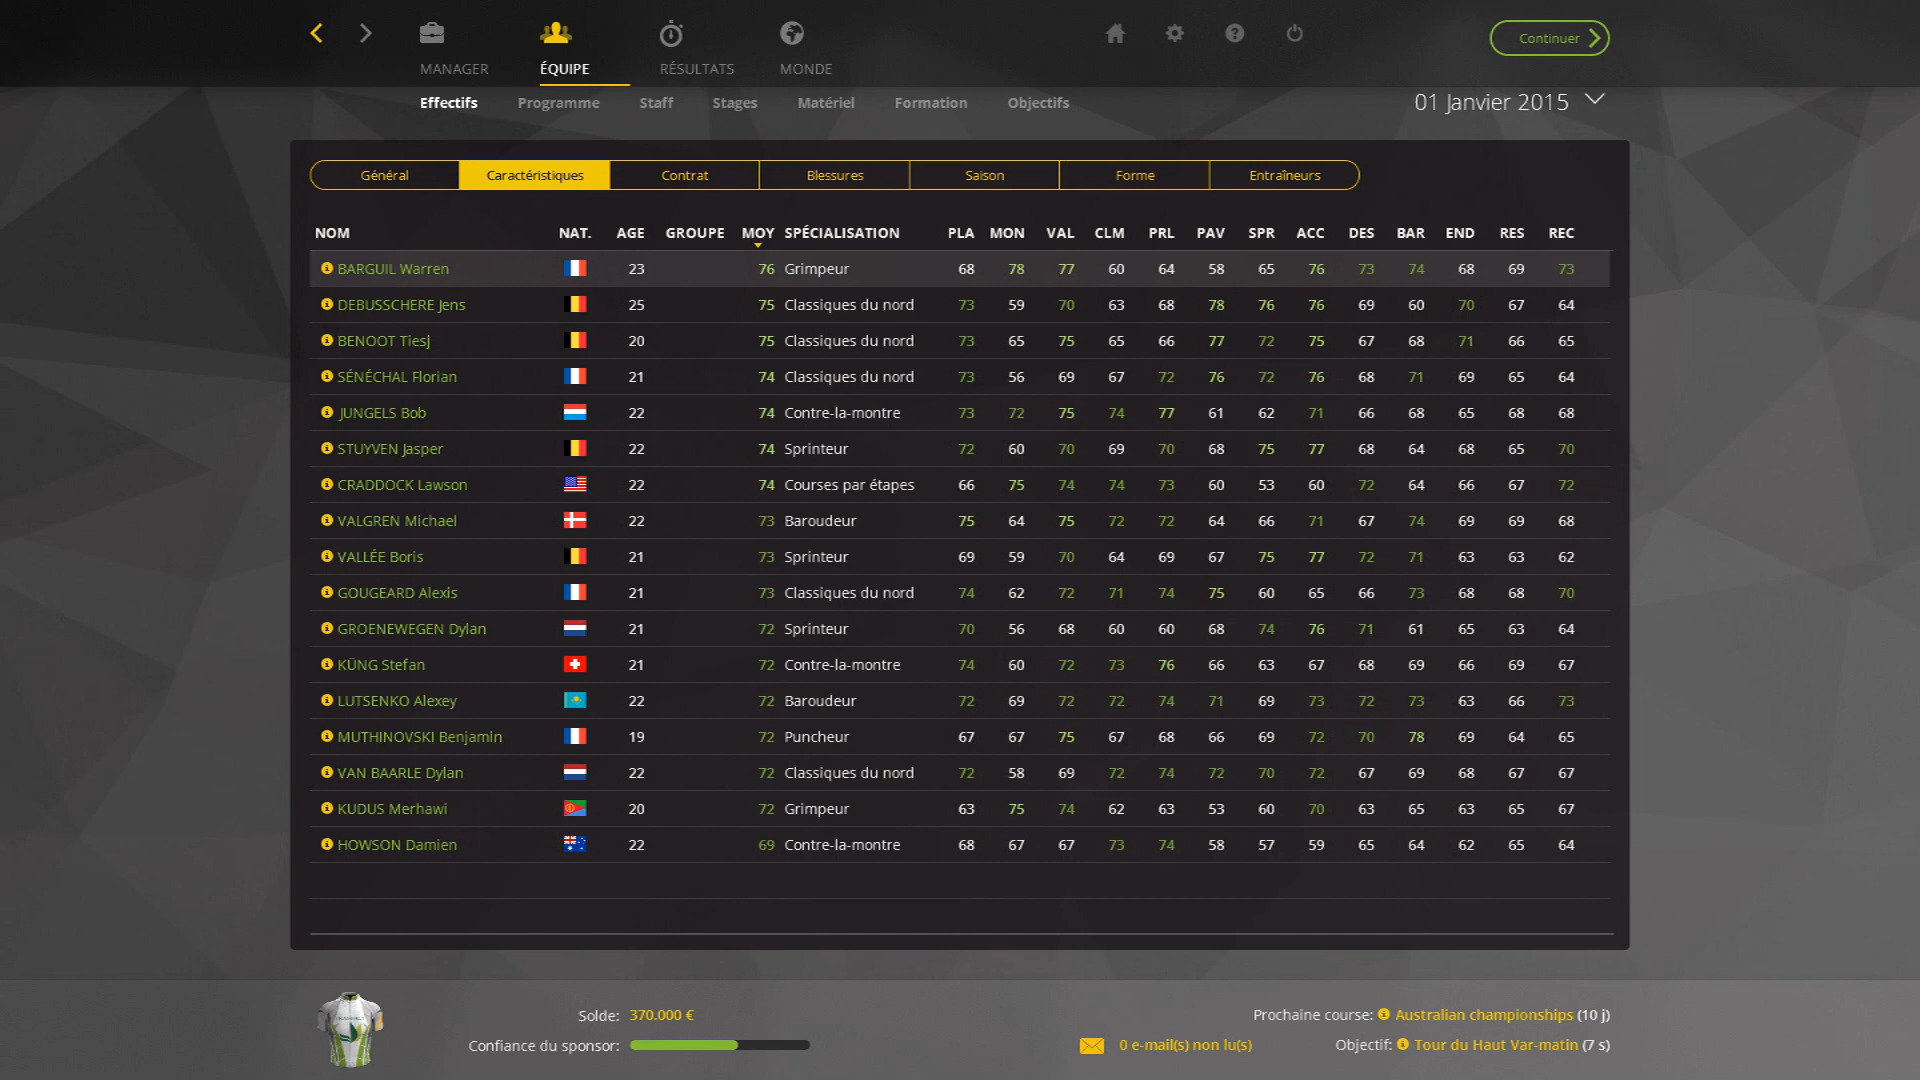 MANAGER ÉQUIPE RÉSULTATS MONDE Continuer
Effectifs Programme Staff Stages Matériel Formation Objectifs 01 Janvier 2015
Général Caractéristiques Contrat Blessures Saison Forme Entraîneurs
NOM NAT. AGE GROUPE MOY SPÉCIALISATION PLA MON VAL CLM PRL PAV SPR ACC DES BAR END RES REC
BARGUIL Warren 23 76 Grimpeur 68 78 77 60 64 58 65 76 73 74 68 69 73
DEBUSSCHERE Jens 25 75 Classiques du nord 73 59 70 63 68 78 76 76 69 60 70 67 64
BENOOT Tiesj 20 75 Classiques du nord 73 65 75 65 66 77 72 75 67 68 71 66 65
SÉNÉCHAL Florian 21 74 Classiques du nord 73 56 69 67 72 76 72 76 68 71 69 65 64
JUNGELS Bob 22 74 Contre-la-montre 73 72 75 74 77 61 62 71 66 68 65 68 68
STUYVEN Jasper 22 74 Sprinteur 72 60 70 69 70 68 75 77 68 64 68 65 70
CRADDOCK Lawson 22 74 Courses par étapes 66 75 74 74 73 60 53 60 72 64 66 67 72
VALGREN Michael 22 73 Baroudeur 75 64 75 72 72 64 66 71 67 74 69 69 68
VALLÉE Boris 21 73 Sprinteur 69 59 70 64 69 67 75 77 72 71 63 63 62
GOUGEARD Alexis 21 73 Classiques du nord 74 62 72 71 74 75 60 65 66 73 68 68 70
GROENEWEGEN Dylan 21 72 Sprinteur 70 56 68 60 60 68 74 76 71 61 65 63 64
KÜNG Stefan 21 72 Contre-la-montre 74 60 72 73 76 66 63 67 68 69 66 69 67
LUTSENKO Alexey 22 72 Baroudeur 72 69 72 72 74 71 69 73 72 73 63 66 73
MUTHINOVSKI Benjamin 19 72 Puncheur 67 67 75 67 68 66 69 72 70 78 69 64 65
VAN BAARLE Dylan 22 72 Classiques du nord 72 58 69 72 74 72 70 72 67 69 68 67 67
KUDUS Merhawi 20 72 Grimpeur 63 75 74 62 63 53 60 70 63 65 63 65 67
HOWSON Damien 22 69 Contre-la-montre 68 67 67 73 74 58 57 59 65 64 62 65 64
Solde: 370.000 € Prochaine course: Australian championships (10 j)
Confiance du sponsor: 0 e-mail(s) non lu(s) Objectif: Tour du Haut Var-matin (7 s)